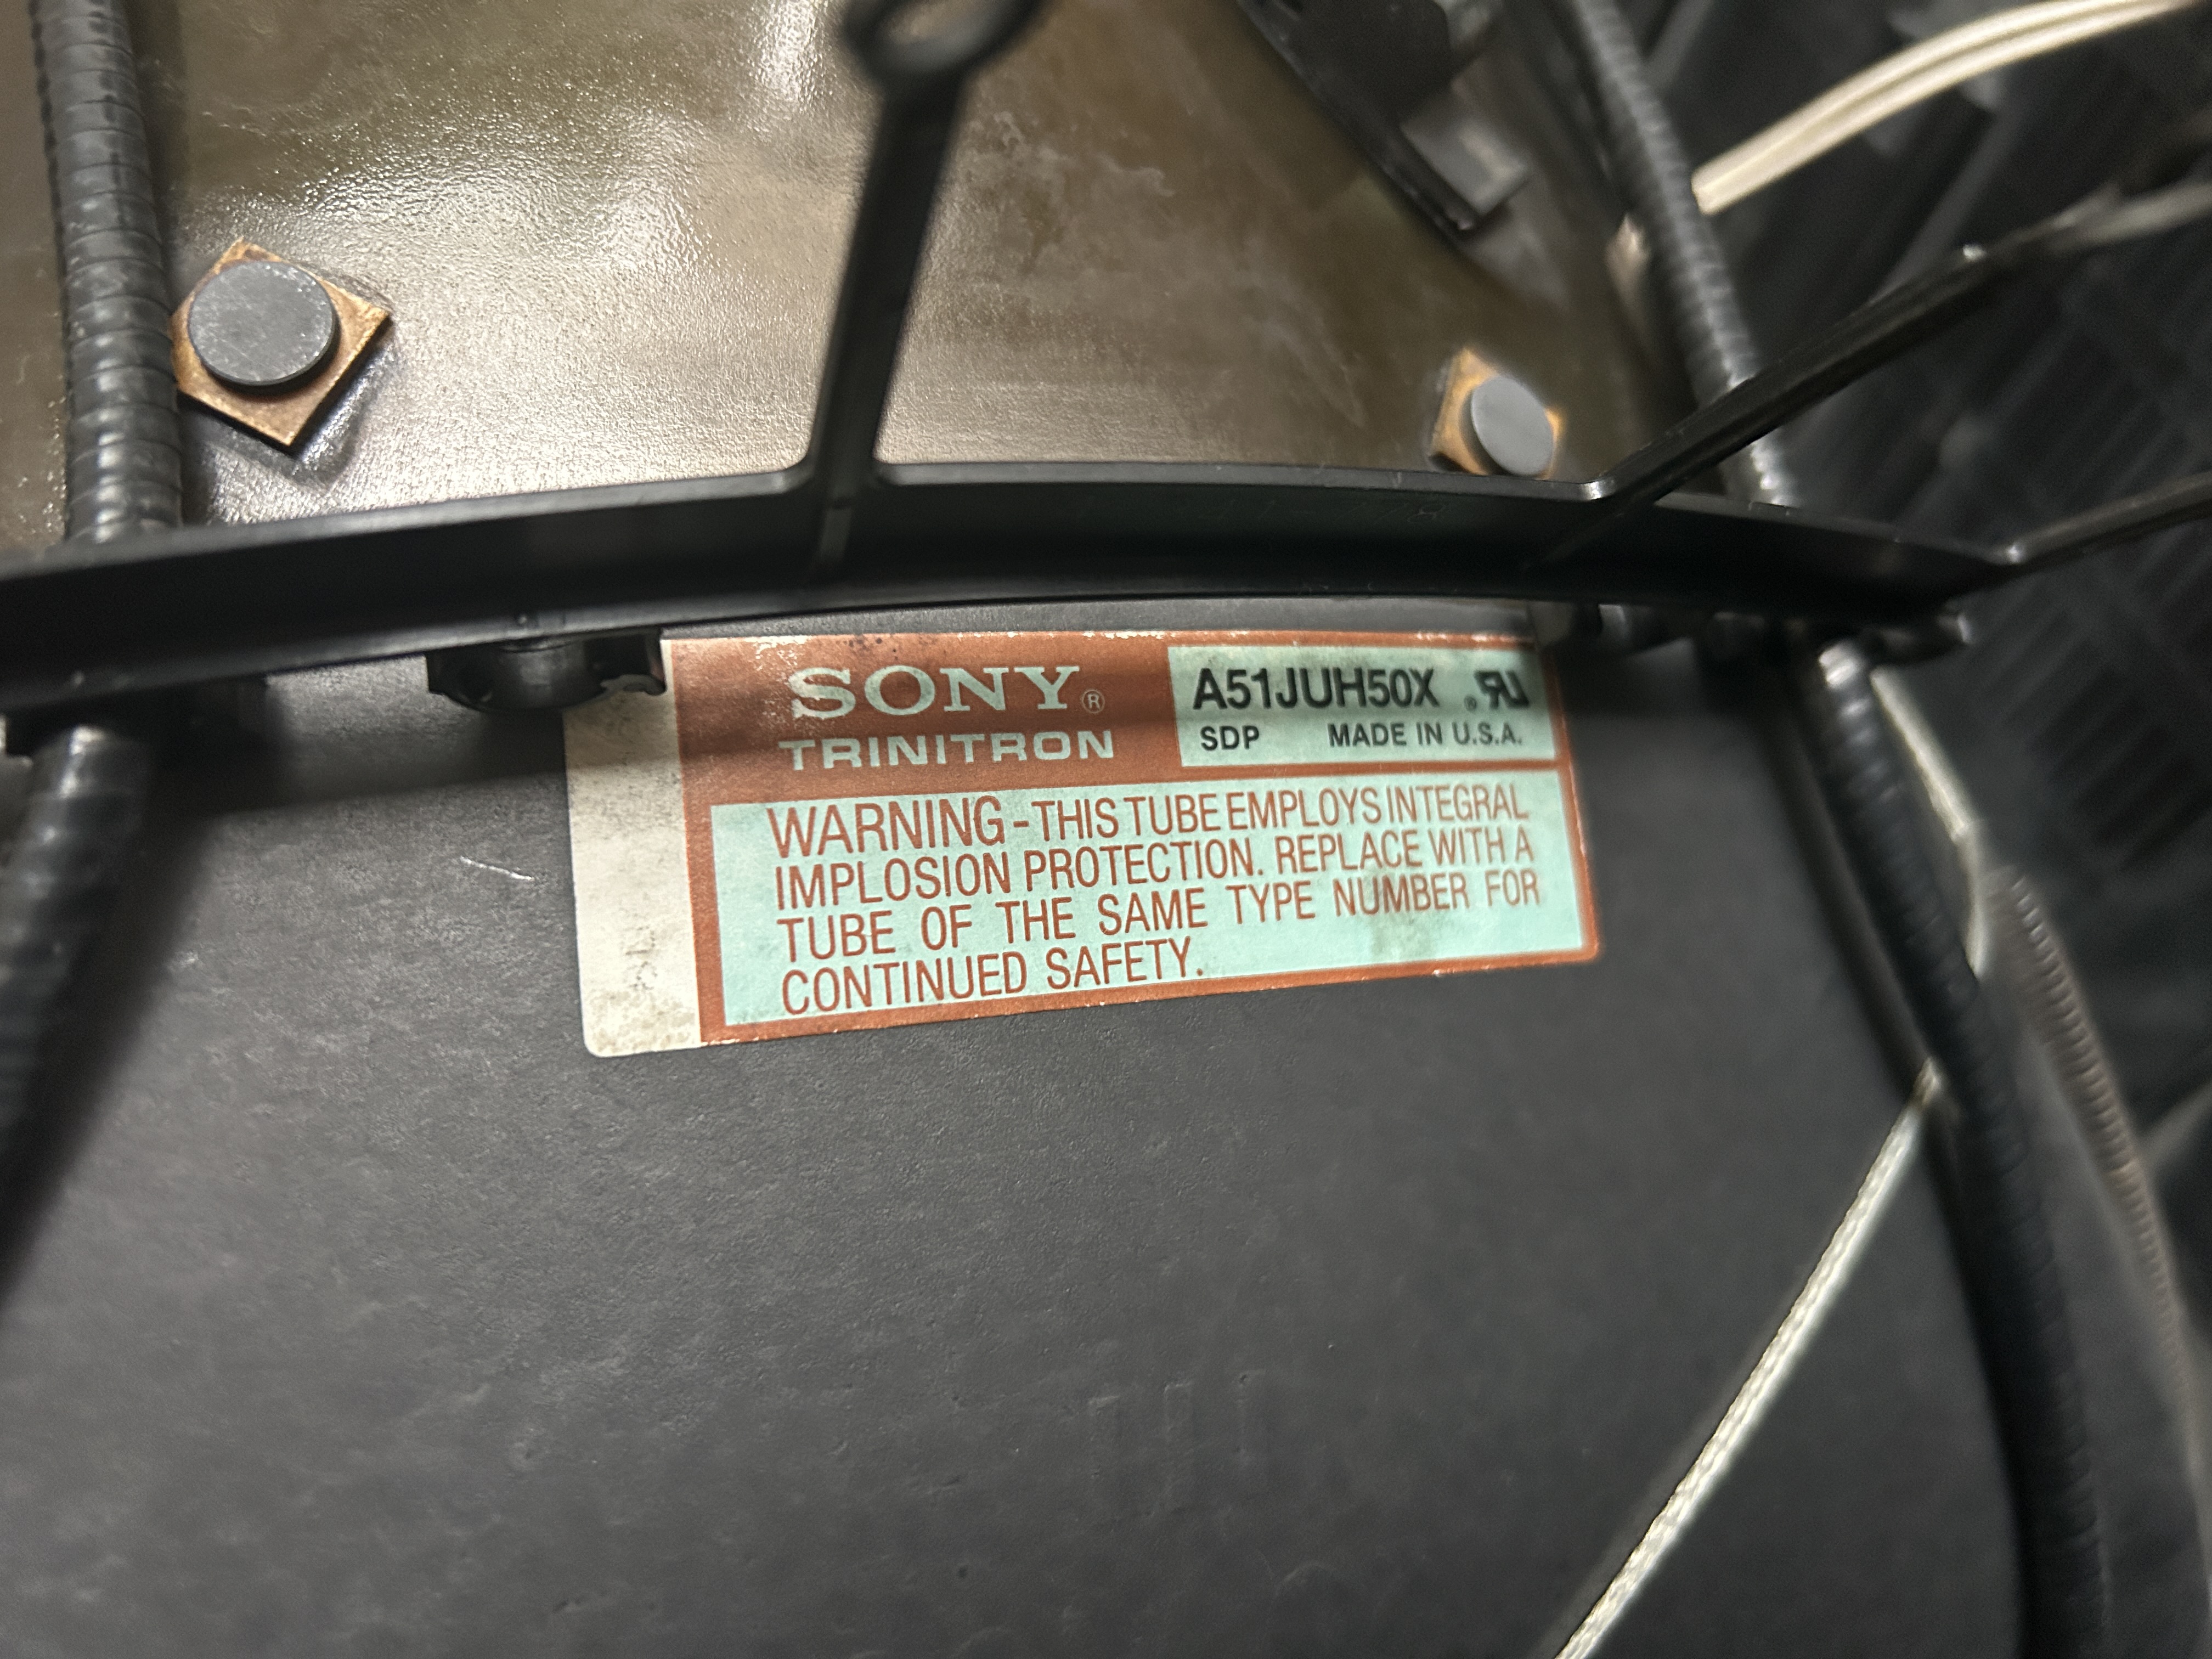 SONY®
TRINITRON
A51JUH50X
SDP MADE IN U.S.A.
WARNING - THIS TUBE EMPLOYS INTEGRAL
IMPLOSION PROTECTION. REPLACE WITH A
TUBE OF THE SAME TYPE NUMBER FOR
CONTINUED SAFETY.